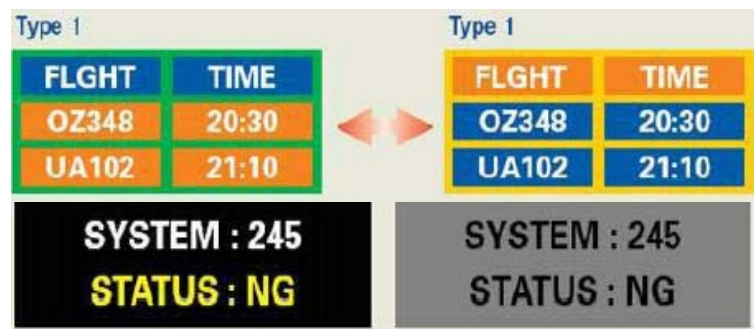 Type 1
FLGHT TIME
OZ348 20:30
UA102 21:10
Type 1
FLGHT TIME
OZ348 20:30
UA102 21:10
SYSTEM : 245
STATUS : NG
SYSTEM : 245
STATUS : NG